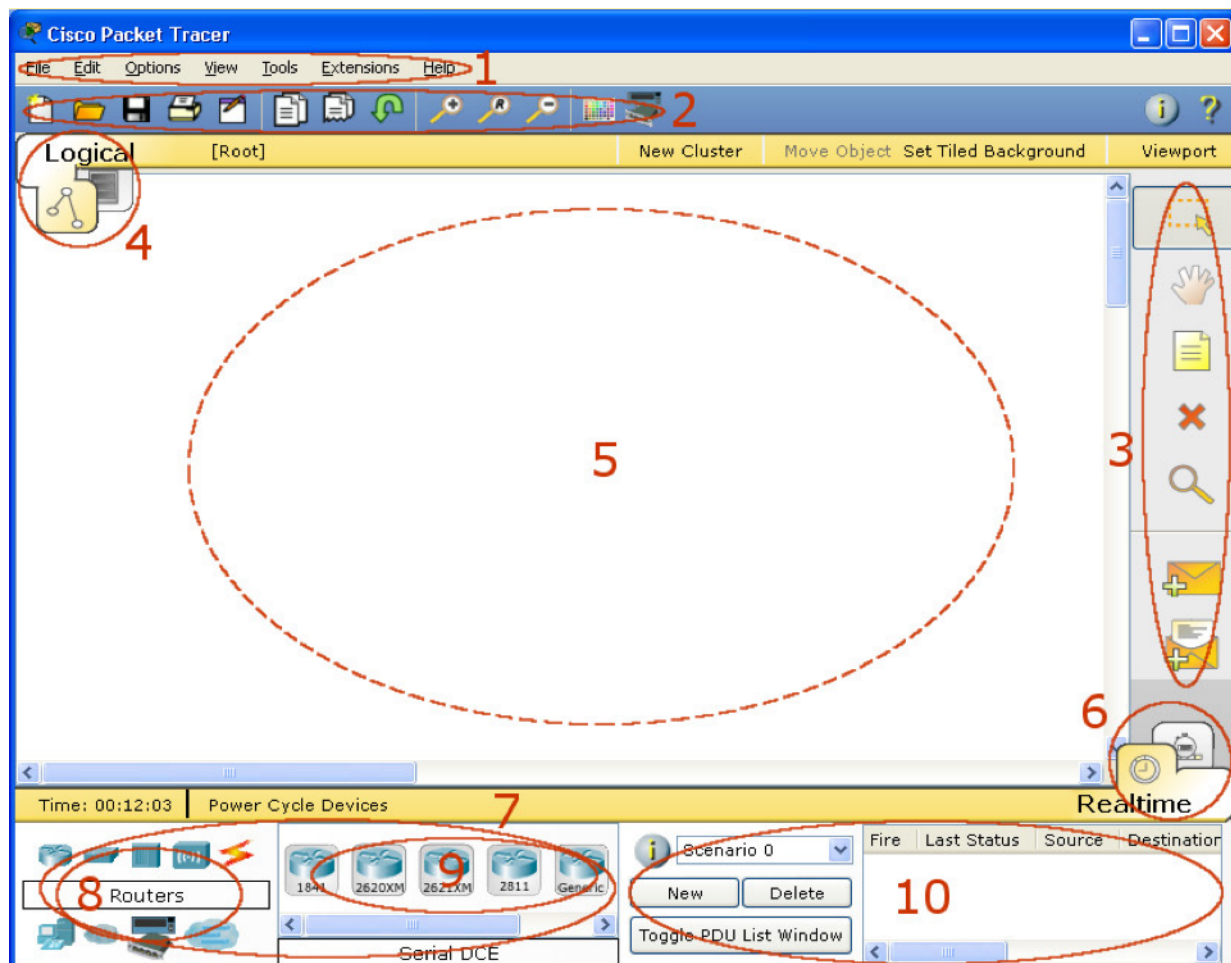 Cisco Packet Tracer
File Edit Options View Tools Extensions Help 1
R 2 i ?
Logical [Root] New Cluster Move Object Set Tiled Background Viewport
4
5
3
6
Time: 00:12:03 Power Cycle Devices 7 Realtime
i Scenario 0 Fire Last Status Source Destination
8 Routers
1841 2620XM 2621XM 2811 Generic
9
New Delete
10
Toggle PDU List Window
Serial DCE